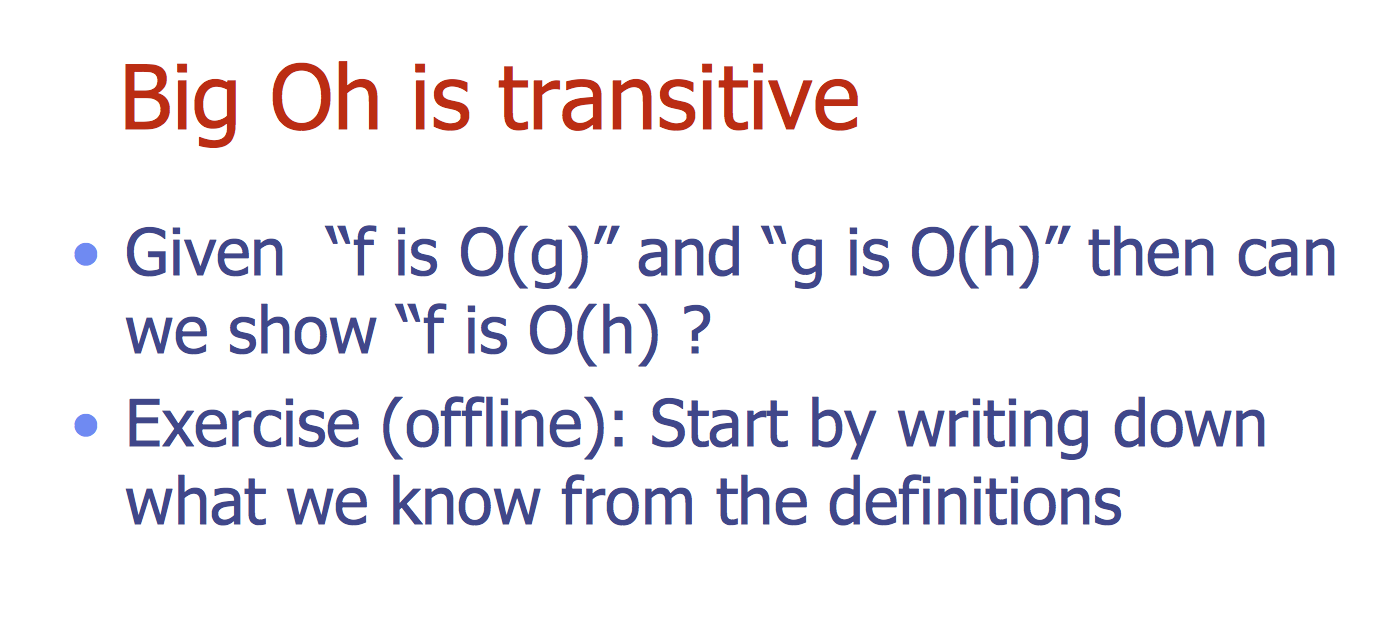 Big Oh is transitive
• Given “f is O(g)” and “g is O(h)” then can
we show “f is O(h) ?
• Exercise (offline): Start by writing down
what we know from the definitions